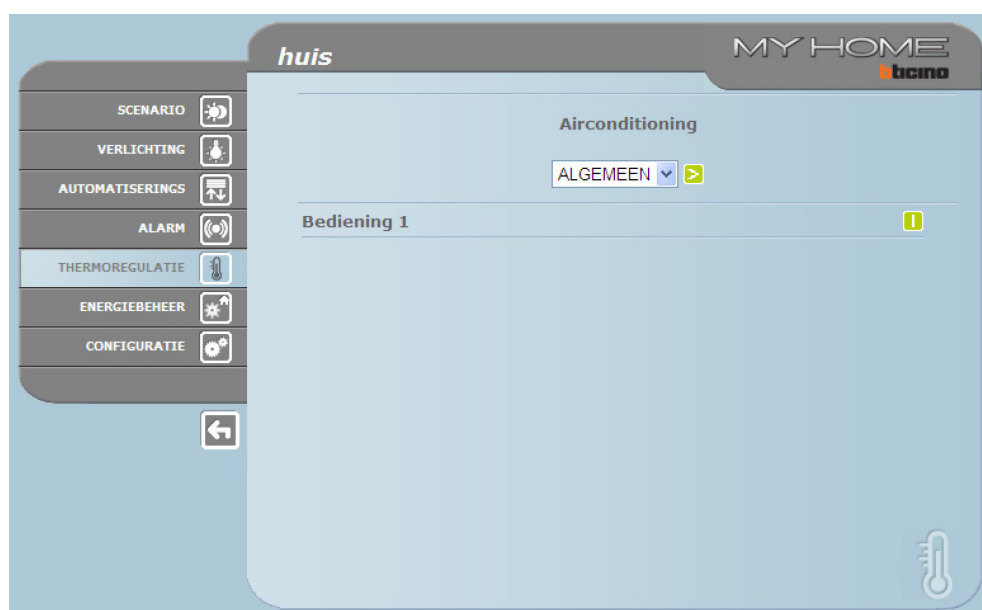 huis
MY HOME
bticino
SCENARIO
VERLICHTING
AUTOMATISERINGS
ALARM
THERMOREGULATIE
ENERGIEBEHEER
CONFIGURATIE
Airconditioning
ALGEMEEN
Bediening 1